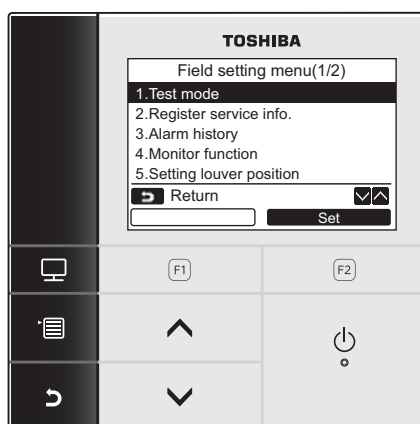 TOSHIBA
Field setting menu(1/2)
1.Test mode
2.Register service info.
3.Alarm history
4.Monitor function
5.Setting louver position
Return
Set
F1
F2